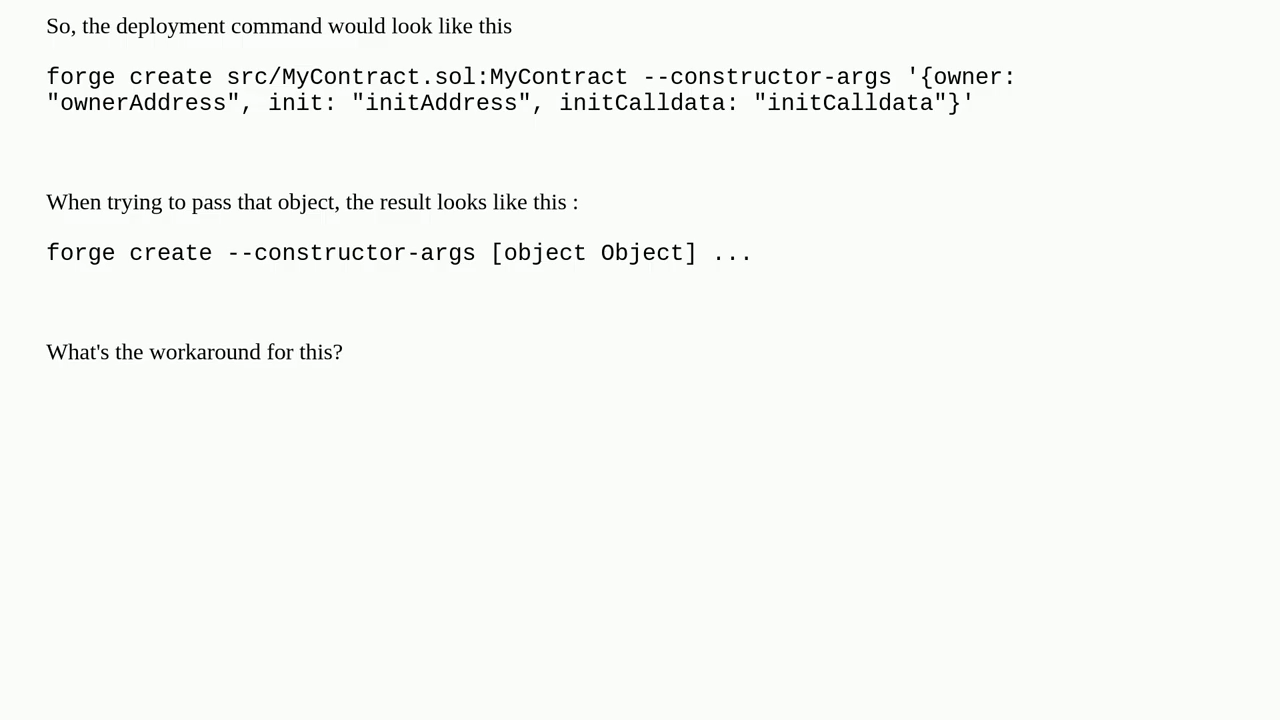 So, the deployment command would look like this
forge create src/MyContract.sol:MyContract --constructor-args '{owner:
"ownerAddress", init: "initAddress", initCalldata: "initCalldata"}'
When trying to pass that object, the result looks like this :
forge create --constructor-args [object Object] ...
What's the workaround for this?